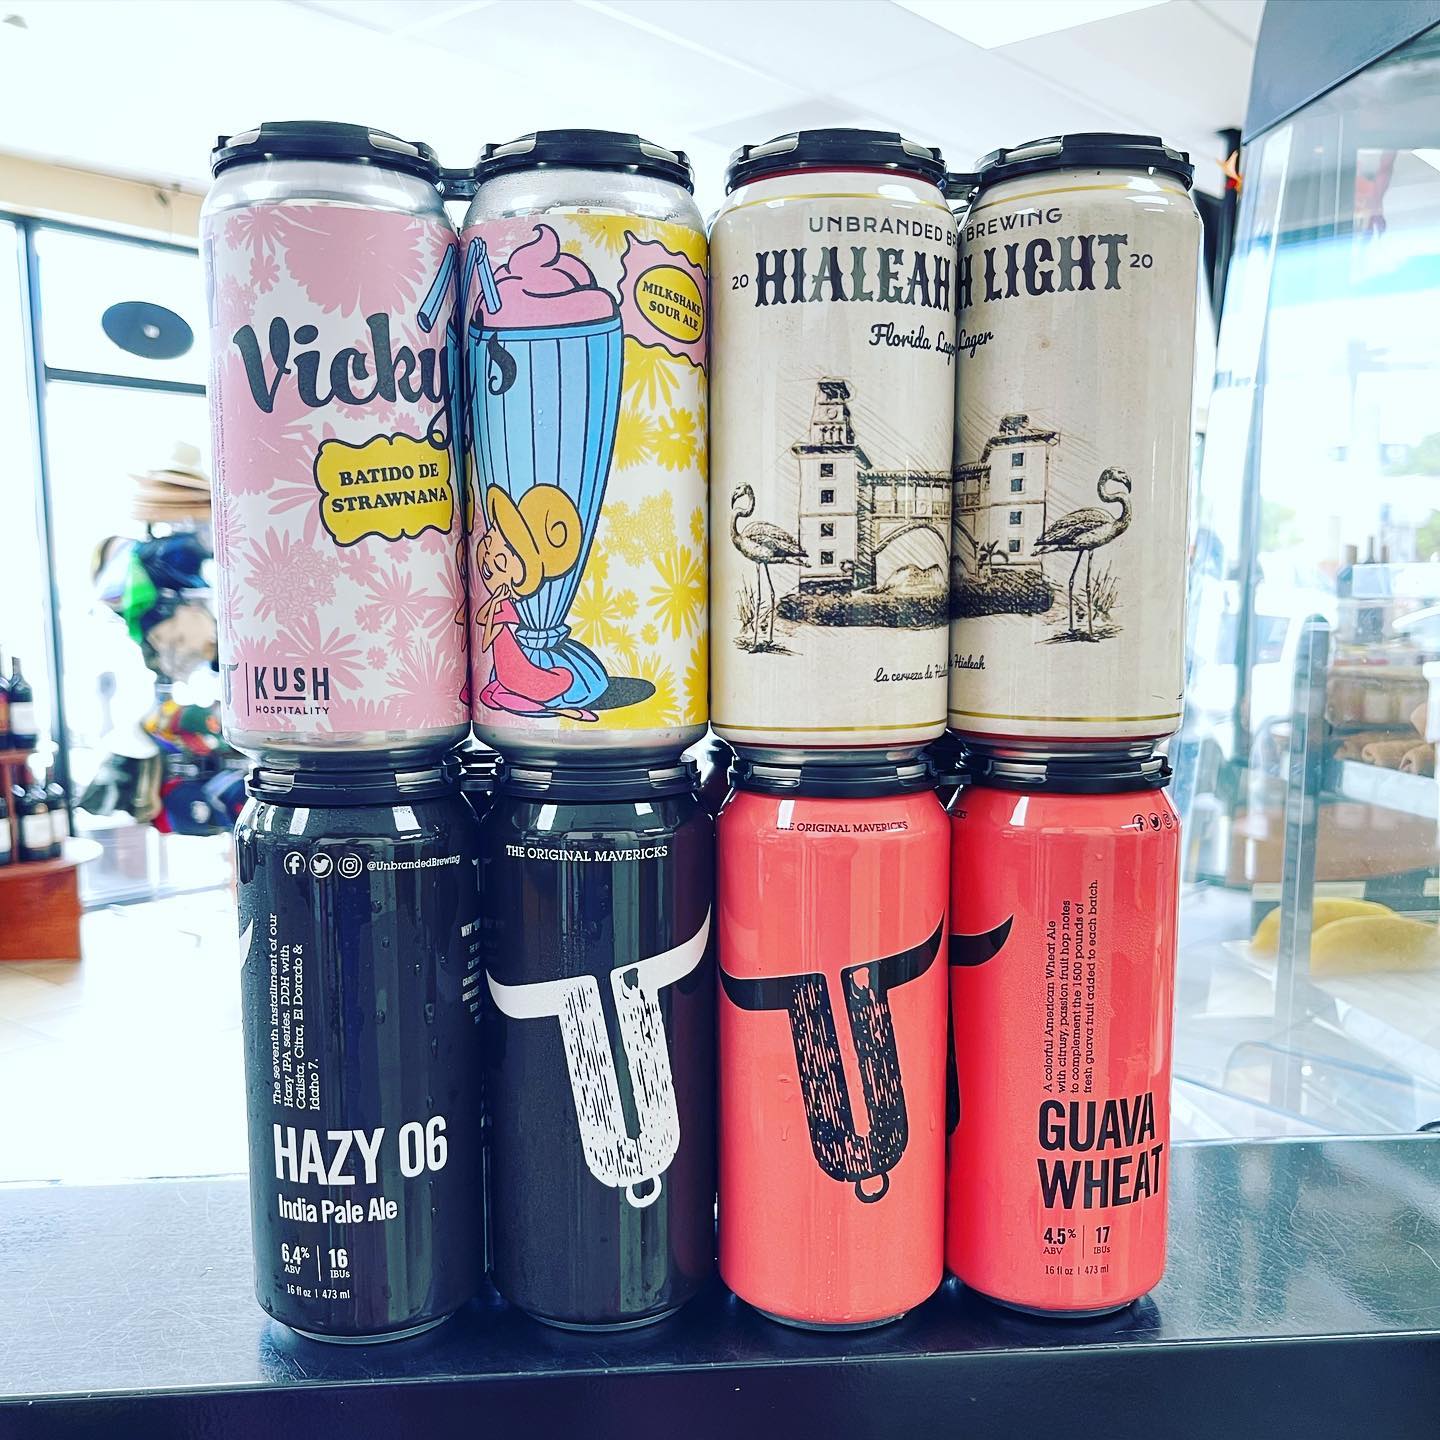 Vicky's
BATIDO DE
STRAWNANA
KUSH
HOSPITALITY
MILKSHAKE
SOUR ALE
UNBRANDED BREWING
20 HIALEAH LIGHT 20
Florida Lager
la cerveza de Hialeah
@UnbrandedBrewing
The seventh installment of our
Hazy IPA series. DDH with
Calista, Citra, El Dorado &
Idaho 7.
HAZY 06
India Pale Ale
6.4% | 16
ABV IBUs
16 fl oz | 473 ml
THE ORIGINAL MAVERICKS
THE ORIGINAL MAVERICKS
A colorful American Wheat Ale
with citrusy, passion fruit hop notes
to complement the 1500 pounds of
fresh guava fruit added to each batch.
GUAVA
WHEAT
4.5% | 17
ABV IBUs
16 fl oz | 473 ml